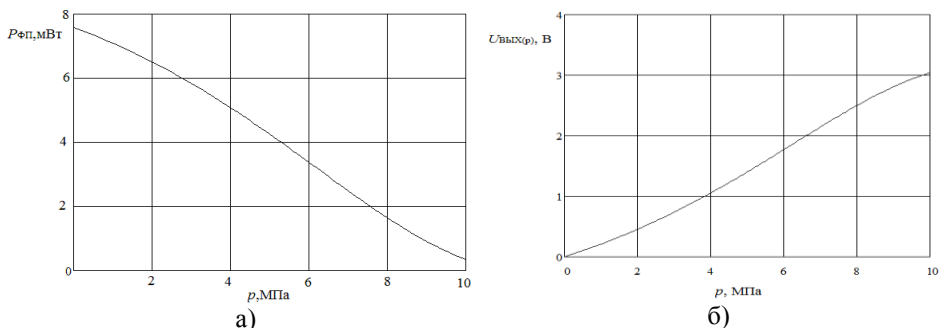 8
PФП,мВт
6
4
2
0
2 4 6 8 10
p,МПа
а)
4
UВЫХ(р), В
3
2
1
0
0 2 4 6 8 10
p, МПа
б)